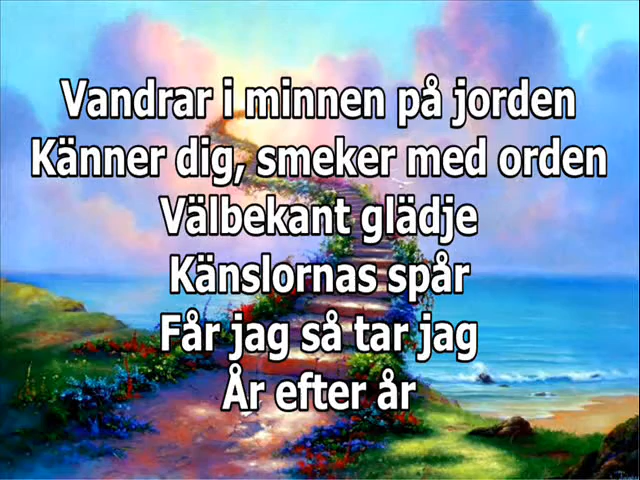 Vandrar i minnen på jorden
Känner dig, smeker med orden
Välbekant glädje
Känslornas spår
Får jag så tar jag
År efter år